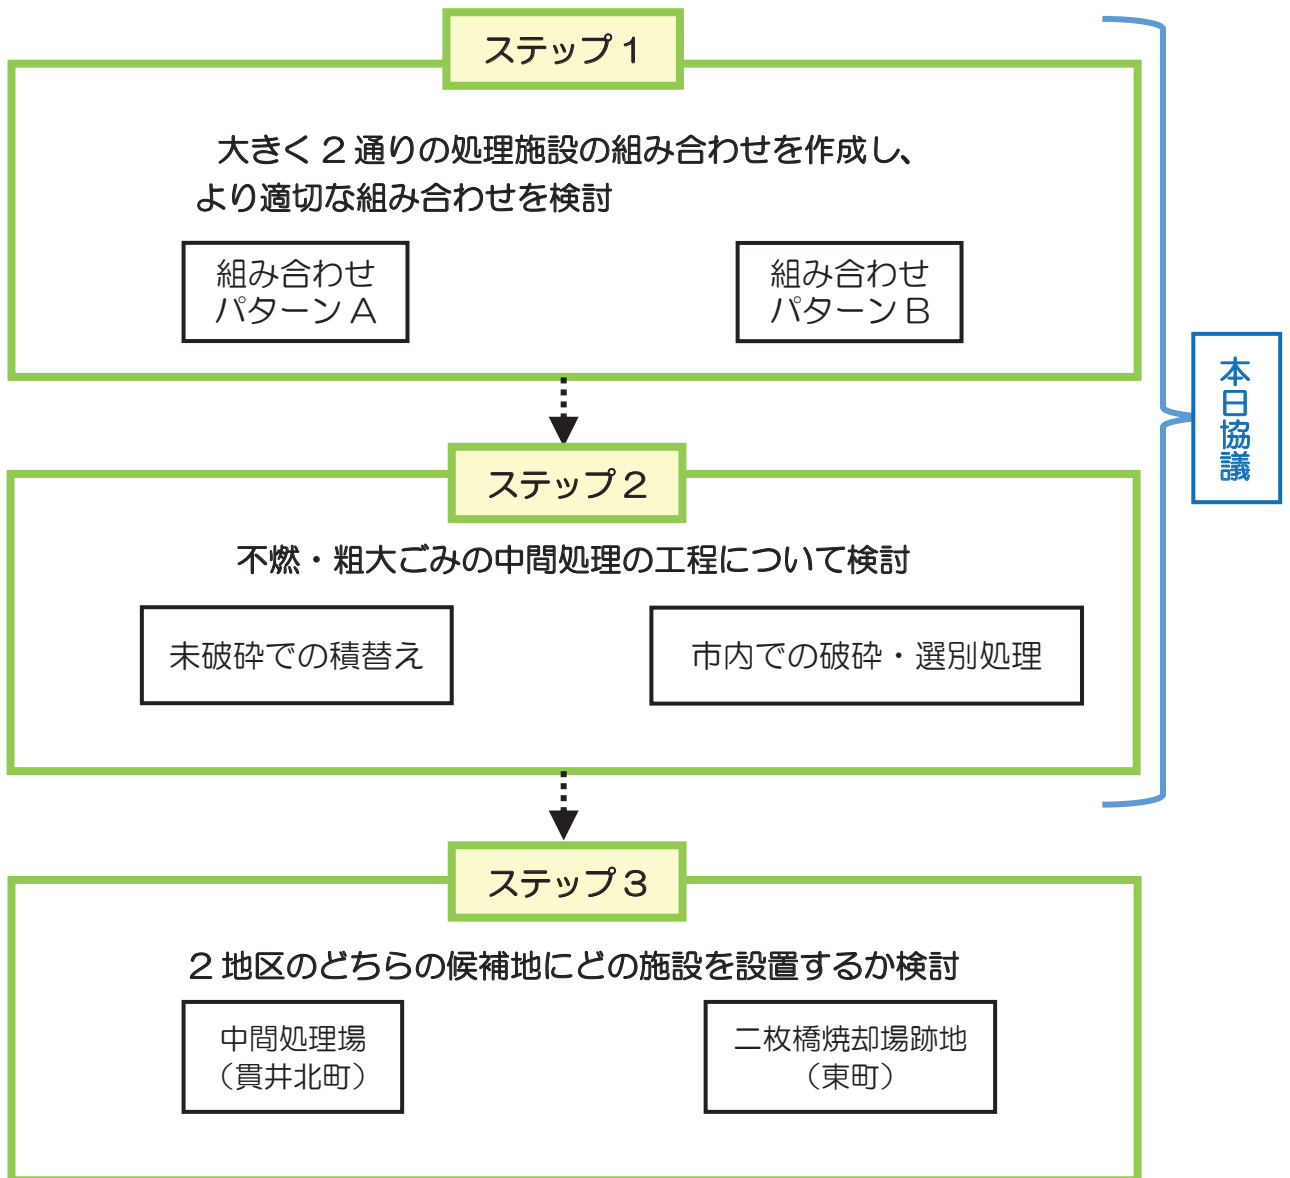 ステップ1
大きく2通りの処理施設の組み合わせを作成し、
より適切な組み合わせを検討
組み合わせ
パターンA
組み合わせ
パターンB
本日協議
ステップ2
不燃・粗大ごみの中間処理の工程について検討
未破砕での積替え
市内での破砕・選別処理
ステップ3
2地区のどちらの候補地にどの施設を設置するか検討
中間処理場
（貫井北町）
二枚橋焼却場跡地
（東町）